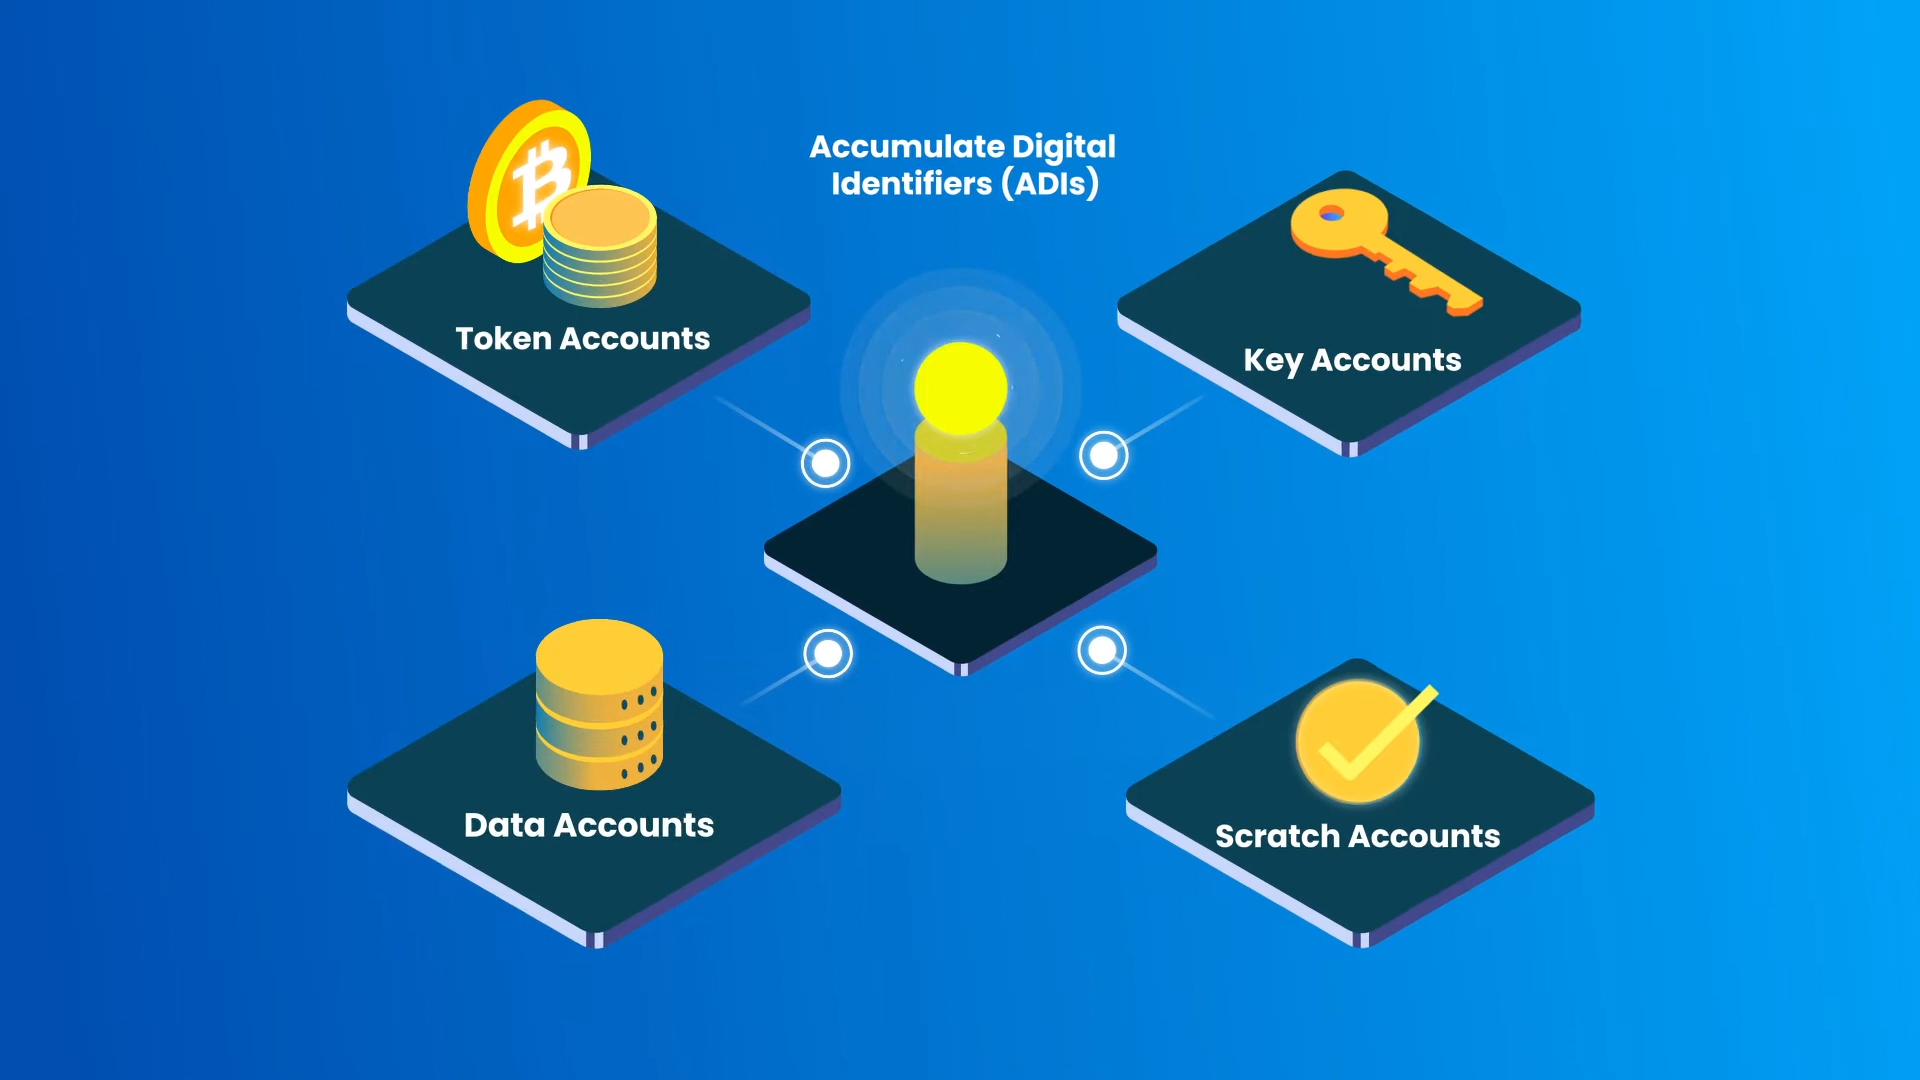 Accumulate Digital
Identifiers (ADIs)
Token Accounts
Key Accounts
Data Accounts
Scratch Accounts